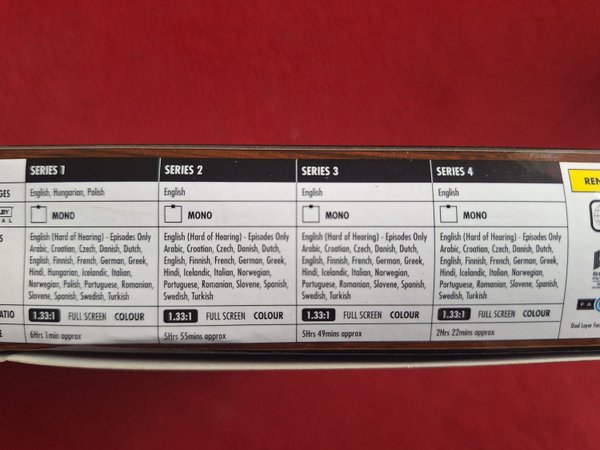 SERIES 1 SERIES 2 SERIES 3 SERIES 4
GES English, Hungarian, Polish English English English REN
MONO MONO MONO MONO
S English (Hard of Hearing) - Episodes Only English (Hard of Hearing) - Episodes Only English (Hard of Hearing) - Episodes Only English (Hard of Hearing) - Episodes Only
Arabic, Croatian, Czech, Danish, Dutch, Arabic, Croatian, Czech, Danish, Dutch, Arabic, Croatian, Czech, Danish, Dutch, Arabic, Croatian, Czech, Danish, Dutch,
English, Finnish, French, German, Greek, English, Finnish, French, German, Greek, English, Finnish, French, German, Greek, English, Finnish, French, German, Greek,
Hindi, Hungarian, Icelandic, Italian, Hindi, Icelandic, Italian, Norwegian, Hindi, Icelandic, Italian, Norwegian, Hindi, Icelandic, Italian, Norwegian,
Norwegian, Polish, Portuguese, Romanian, Portuguese, Romanian, Slovene, Portuguese, Romanian, Slovene, Spanish, Portuguese, Romanian, Slovene, Spanish,
Slovene, Spanish, Swedish, Turkish Spanish, Swedish, Turkish Swedish, Turkish Swedish, Turkish
ATIO 1.33:1 FULL SCREEN COLOUR 1.33:1 FULL SCREEN COLOUR 1.33:1 FULL SCREEN COLOUR 1.33:1 FULL SCREEN COLOUR
E 6Hrs 1min approx 5Hrs 55mins approx 5Hrs 49mins approx 2Hrs 22mins approx
Dual Layer